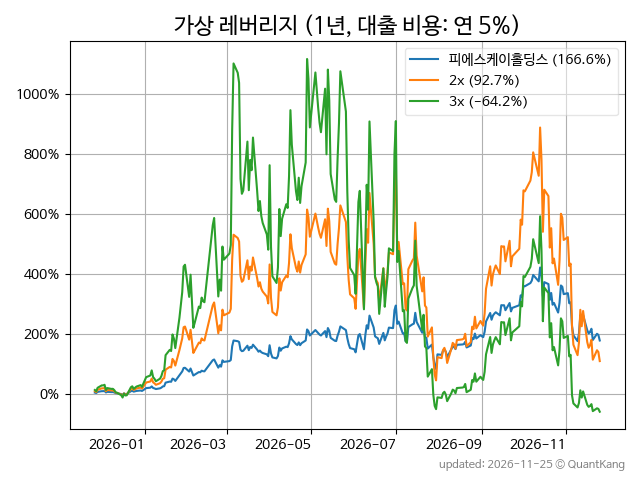 가상 레버리지 (1년, 대출 비용: 연 5%)
피에스케이홀딩스 (166.6%)
2x (92.7%)
3x (−64.2%)
1000%
800%
600%
400%
200%
0%
2026-01
2026-03
2026-05
2026-07
2026-09
2026-11
updated: 2026-11-25 © QuantKang